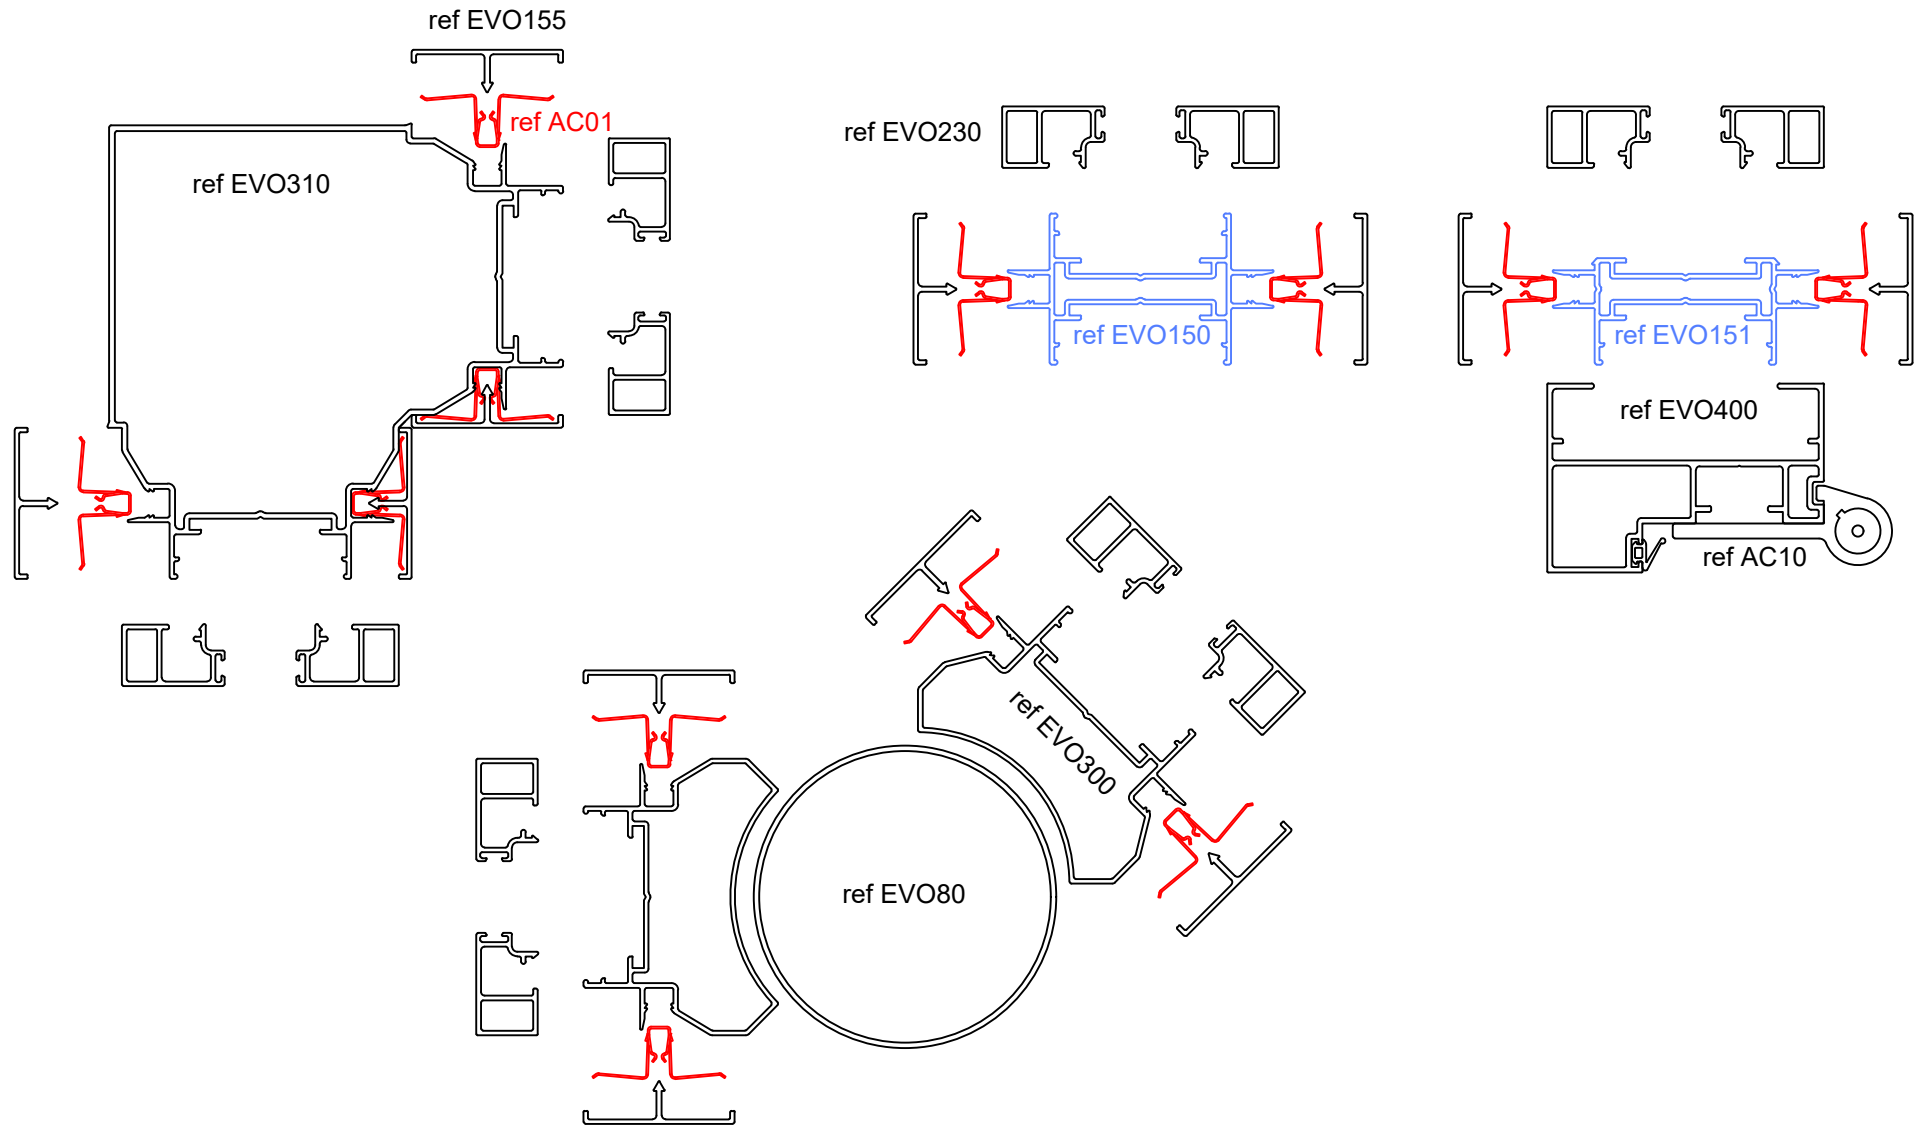 ref EVO155
ref AC01
ref EVO310
ref EVO230
ref EVO150
ref EVO151
ref EVO400
ref AC10
ref EVO300
ref EVO80